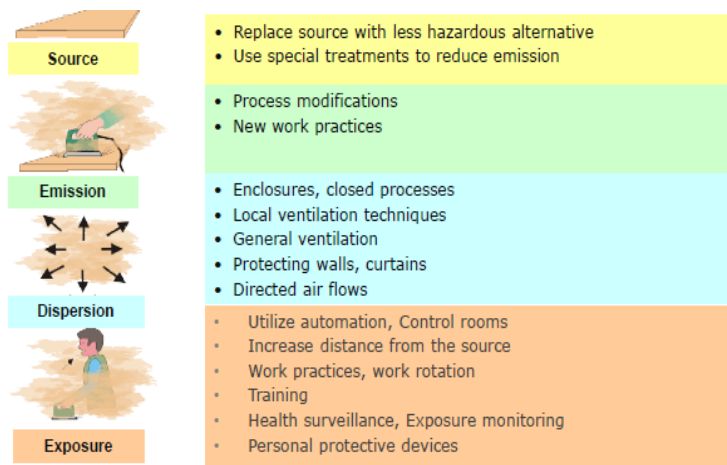 Source
• Replace source with less hazardous alternative
• Use special treatments to reduce emission
Emission
• Process modifications
• New work practices
Dispersion
• Enclosures, closed processes
• Local ventilation techniques
• General ventilation
• Protecting walls, curtains
• Directed air flows
Exposure
• Utilize automation, Control rooms
• Increase distance from the source
• Work practices, work rotation
• Training
• Health surveillance, Exposure monitoring
• Personal protective devices